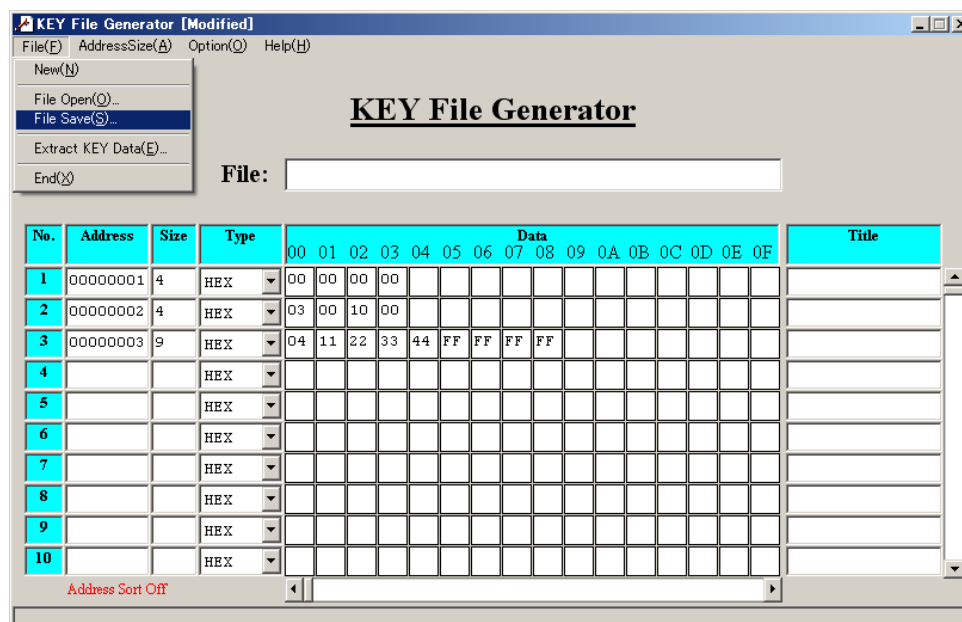 KEY File Generator [Modified]
File(F) AddressSize(A) Option(O) Help(H)
New(N)
File Open(O)...
File Save(S)...
Extract KEY Data(E)...
End(X)
KEY File Generator
File:
No. Address Size Type Data Title
00 01 02 03 04 05 06 07 08 09 0A 0B 0C 0D 0E 0F
1 00000001 4 HEX 00 00 00 00
2 00000002 4 HEX 03 00 10 00
3 00000003 9 HEX 04 11 22 33 44 FF FF FF FF
4 HEX
5 HEX
6 HEX
7 HEX
8 HEX
9 HEX
10 HEX
Address Sort Off